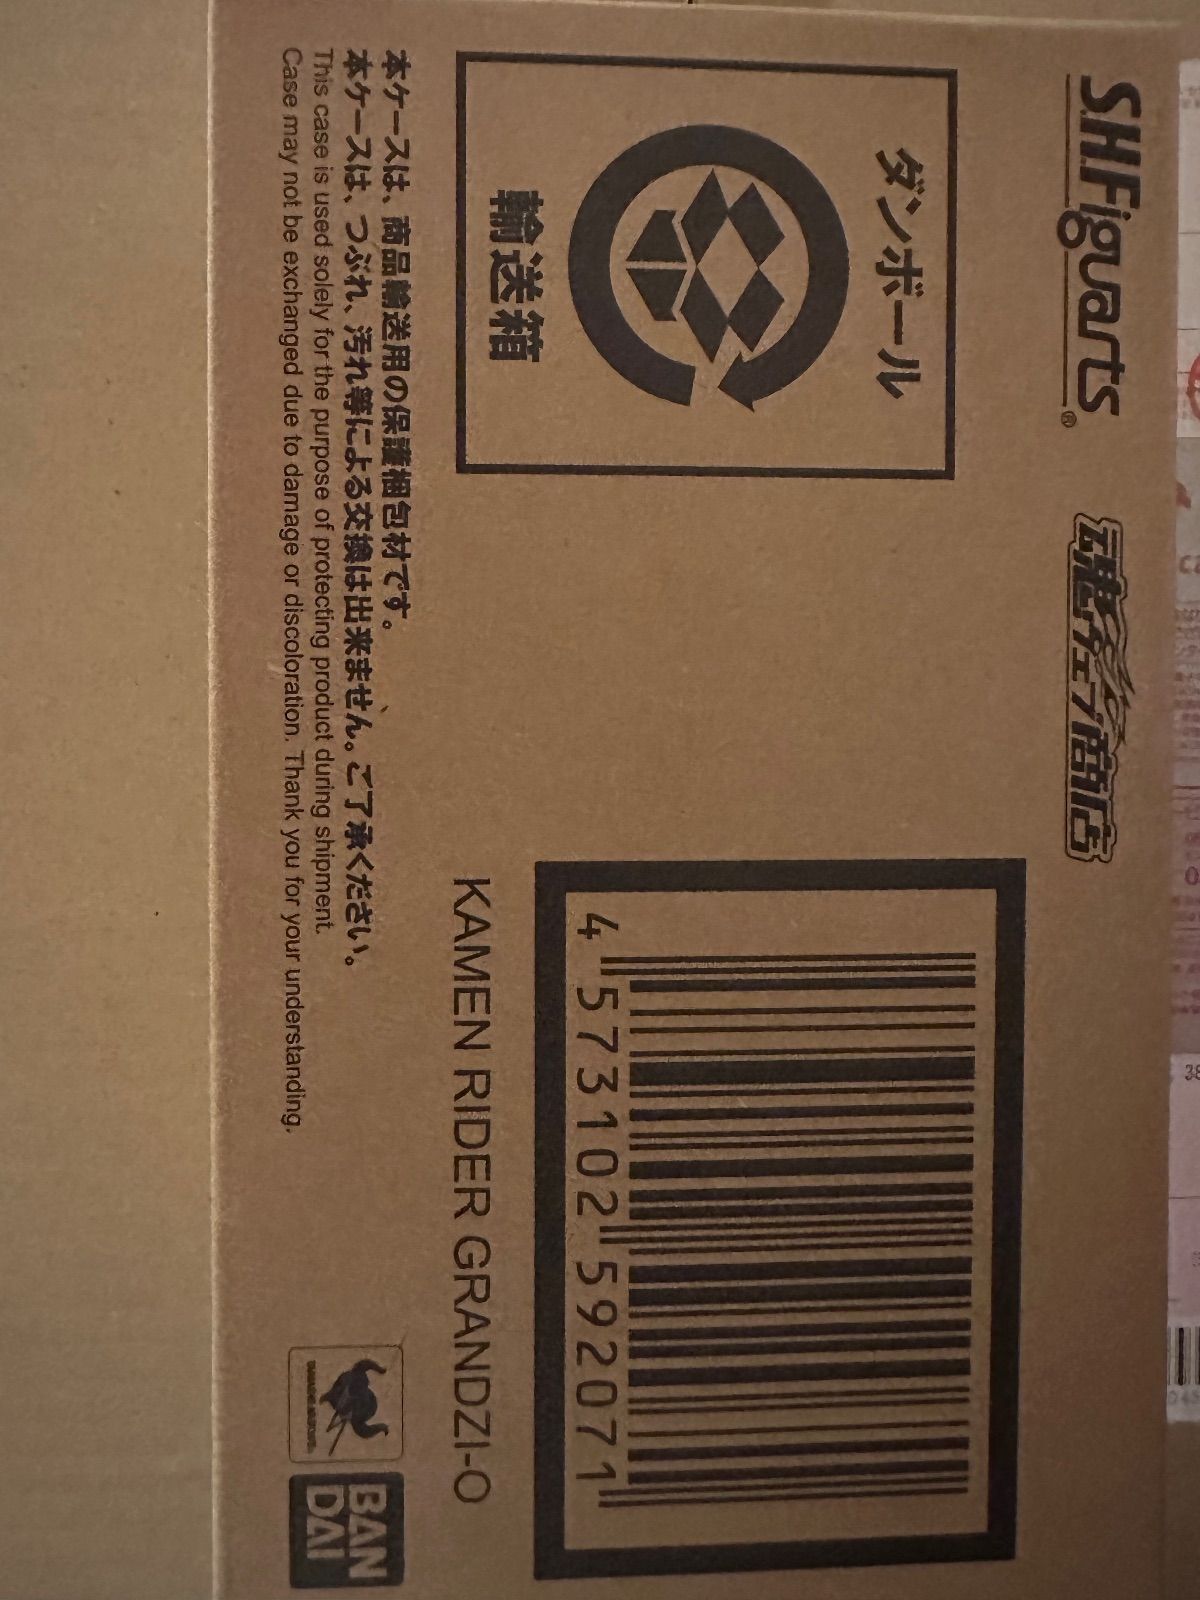 S.H.Figuarts®
魂ウェブ商店
ダンボール
輸送箱
4 573102 592071
KAMEN RIDER GRANDZI-O
本ケースは、商品輸送用の保護梱包材です。
本ケースは、つぶれ、汚れ等による交換は出来ません。ご了承ください。
This case is used solely for the purpose of protecting product during shipment.
Case may not be exchanged due to damage or discoloration. Thank you for your understanding.
BAN
DAI
38